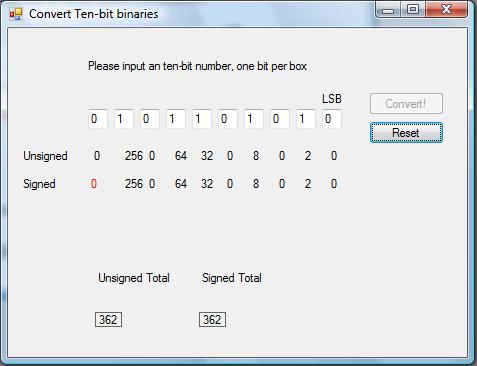 Convert Ten-bit binaries
Please input an ten-bit number, one bit per box
LSB
0 1 0 1 1 0 1 0 1 0
Convert!
Reset
Unsigned 0 256 0 64 32 0 8 0 2 0
Signed 0 256 0 64 32 0 8 0 2 0
Unsigned Total Signed Total
362 362